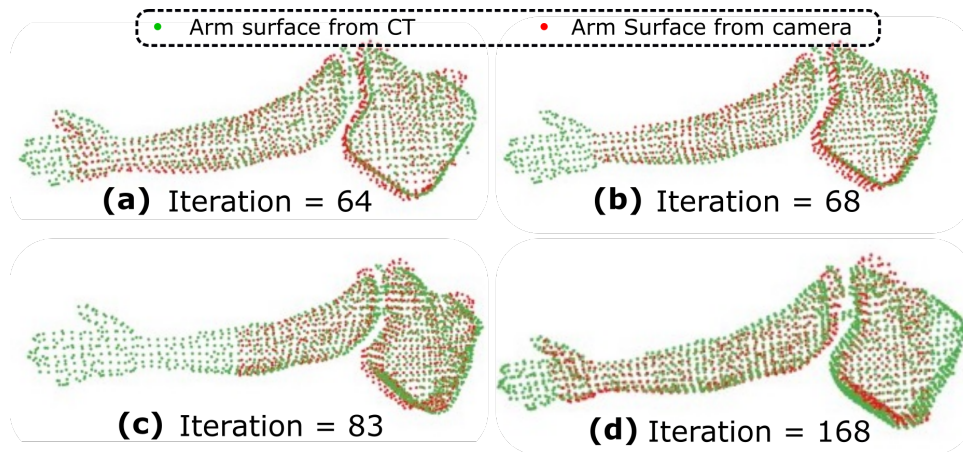 Arm surface from CT Arm Surface from camera
(a) Iteration = 64
(b) Iteration = 68
(c) Iteration = 83
(d) Iteration = 168